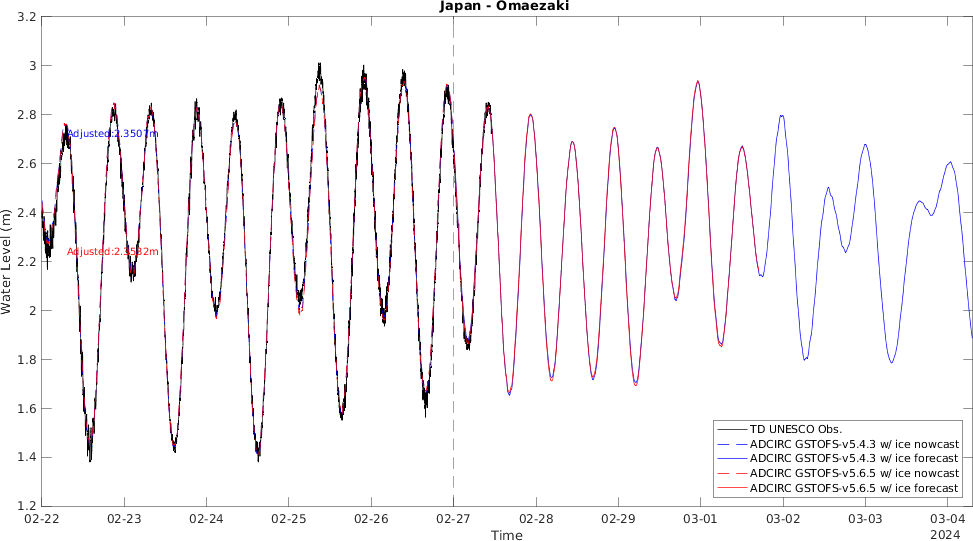 Japan - Omaezaki
3.2
3
2.8
2.6
2.4
2.2
2
1.8
1.6
1.4
1.2
Water Level (m)
Adjusted:2.3507m
Adjusted:2.3532m
TD UNESCO Obs.
ADCIRC GSTOFS-v5.4.3 w/ ice nowcast
ADCIRC GSTOFS-v5.4.3 w/ ice forecast
ADCIRC GSTOFS-v5.6.5 w/ ice nowcast
ADCIRC GSTOFS-v5.6.5 w/ ice forecast
02-22 02-23 02-24 02-25 02-26 02-27 02-28 02-29 03-01 03-02 03-03 03-04
Time 2024